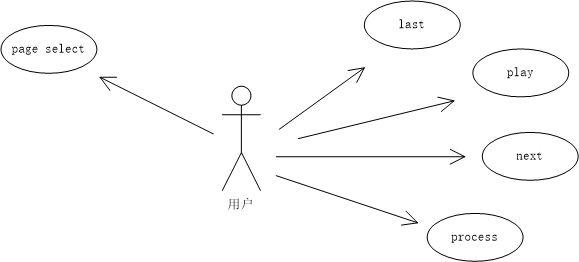 last
page select
play
next
用户
process